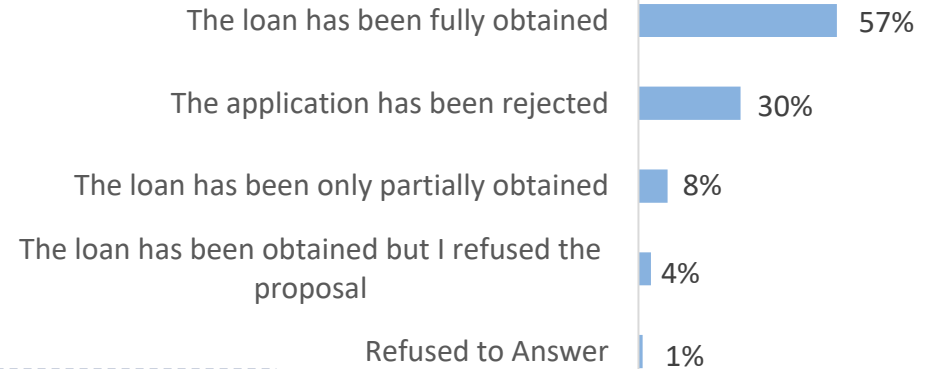 The loan has been fully obtained 57%
The application has been rejected 30%
The loan has been only partially obtained 8%
The loan has been obtained but I refused the
proposal 4%
Refused to Answer 1%